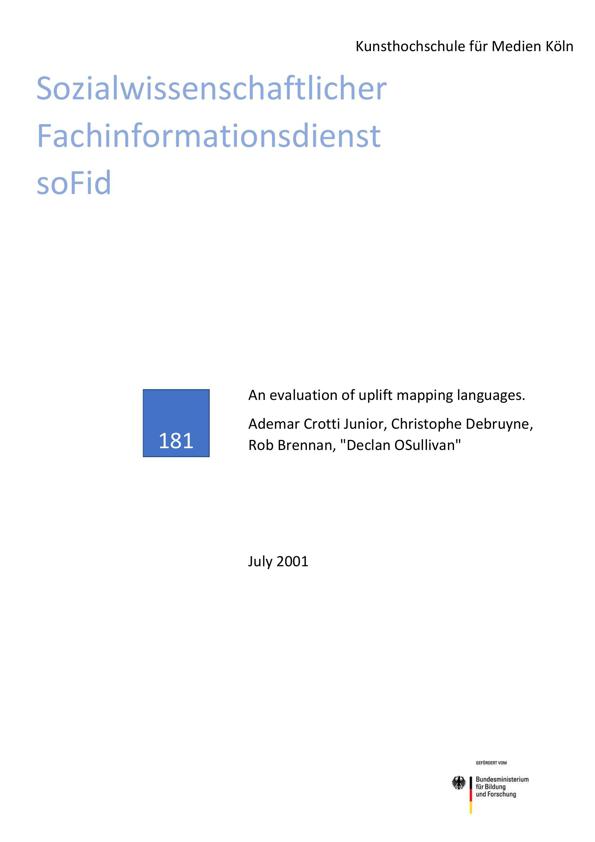 Kunsthochschule für Medien Köln
Sozialwissenschaftlicher
Fachinformationsdienst
soFid
181
An evaluation of uplift mapping languages.
Ademar Crotti Junior, Christophe Debruyne,
Rob Brennan, "Declan OSullivan"
July 2001
GEFÖRDERT VOM
Bundesministerium
für Bildung
und Forschung